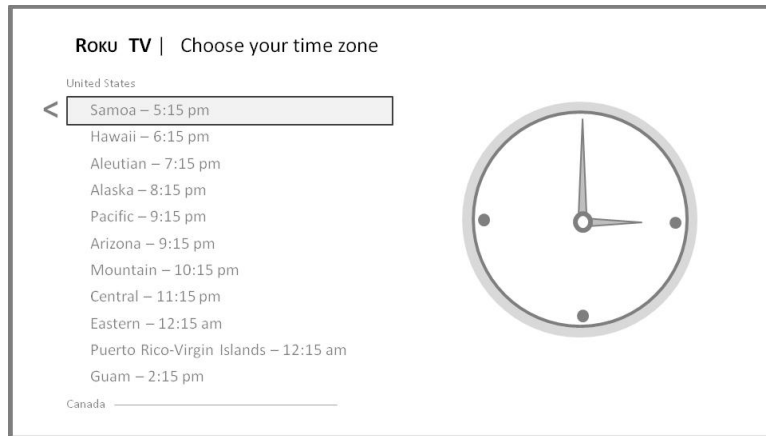 ROKU TV | Choose your time zone
United States
<
Samoa – 5:15 pm
Hawaii – 6:15 pm
Aleutian – 7:15 pm
Alaska – 8:15 pm
Pacific – 9:15 pm
Arizona – 9:15 pm
Mountain – 10:15 pm
Central – 11:15 pm
Eastern – 12:15 am
Puerto Rico-Virgin Islands – 12:15 am
Guam – 2:15 pm
Canada